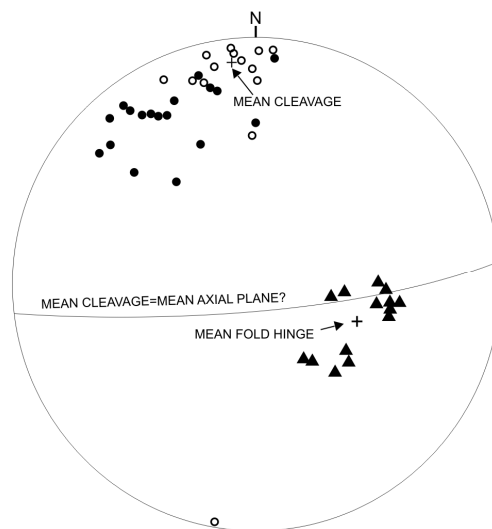 N
MEAN CLEAVAGE
MEAN CLEAVAGE=MEAN AXIAL PLANE?
MEAN FOLD HINGE